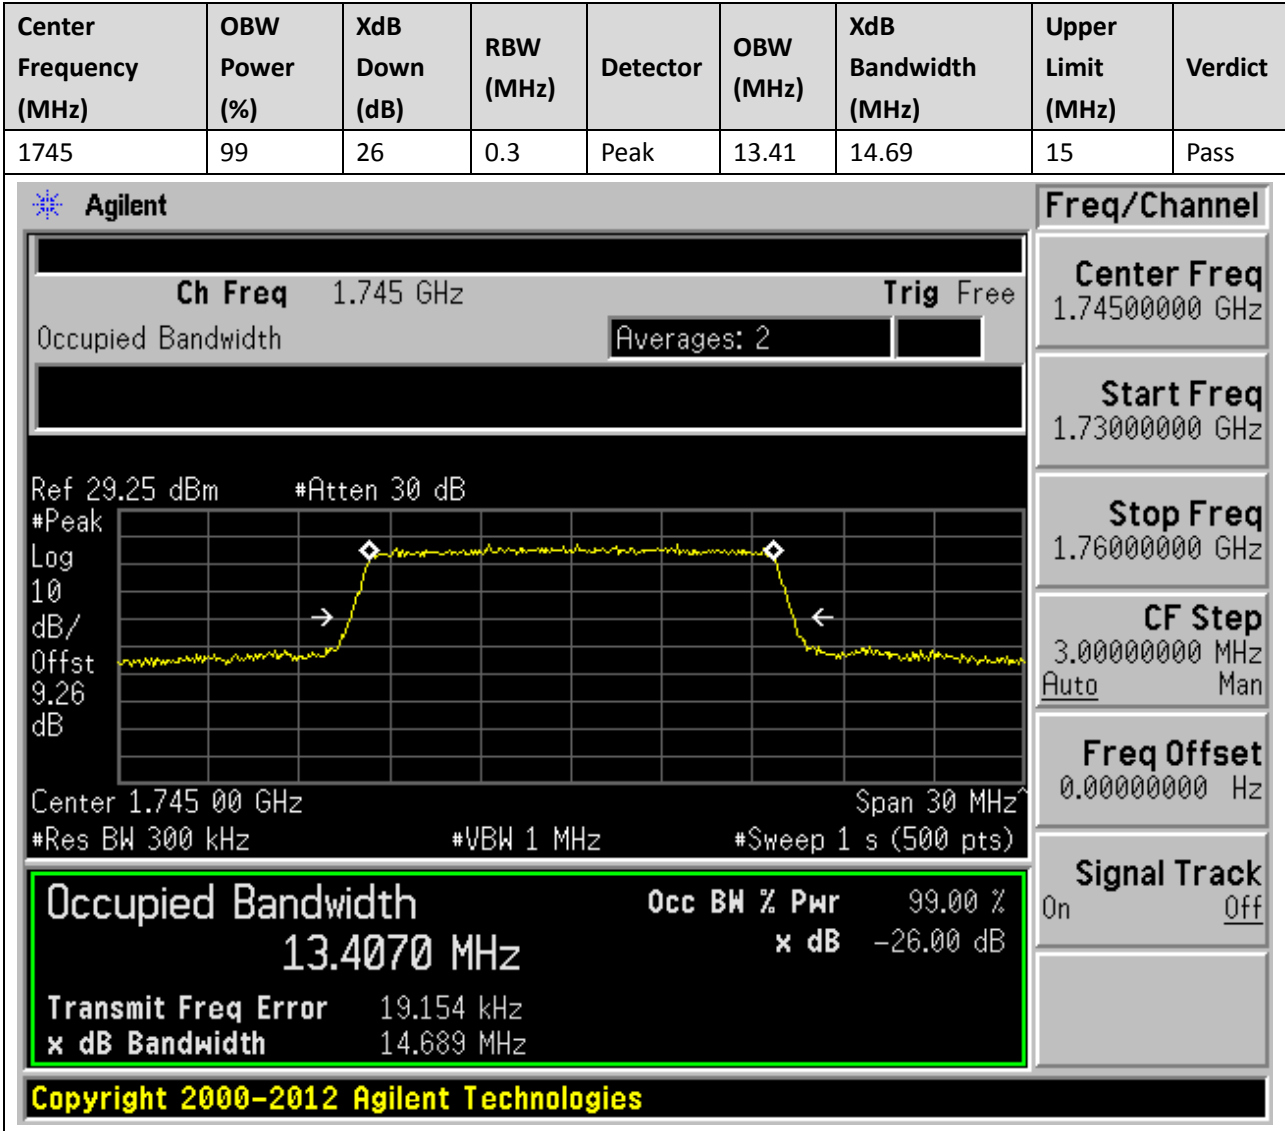 Center Frequency (MHz) OBW Power (%) XdB Down (dB) RBW (MHz) Detector OBW (MHz) XdB Bandwidth (MHz) Upper Limit (MHz) Verdict
1745 99 26 0.3 Peak 13.41 14.69 15 Pass
Agilent
Ch Freq 1.745 GHz Trig Free
Occupied Bandwidth Averages: 2
Ref 29.25 dBm #Atten 30 dB
#Peak
Log
10
dB/
Offst
9.26
dB
Center 1.745 00 GHz Span 30 MHz^
#Res BW 300 kHz #VBW 1 MHz #Sweep 1 s (500 pts)
Occupied Bandwidth Occ BW % Pwr 99.00 %
13.4070 MHz x dB -26.00 dB
Transmit Freq Error 19.154 kHz
x dB Bandwidth 14.689 MHz
Copyright 2000-2012 Agilent Technologies
Freq/Channel
Center Freq
1.74500000 GHz
Start Freq
1.73000000 GHz
Stop Freq
1.76000000 GHz
CF Step
3.00000000 MHz
Auto Man
Freq Offset
0.00000000 Hz
Signal Track
On Off